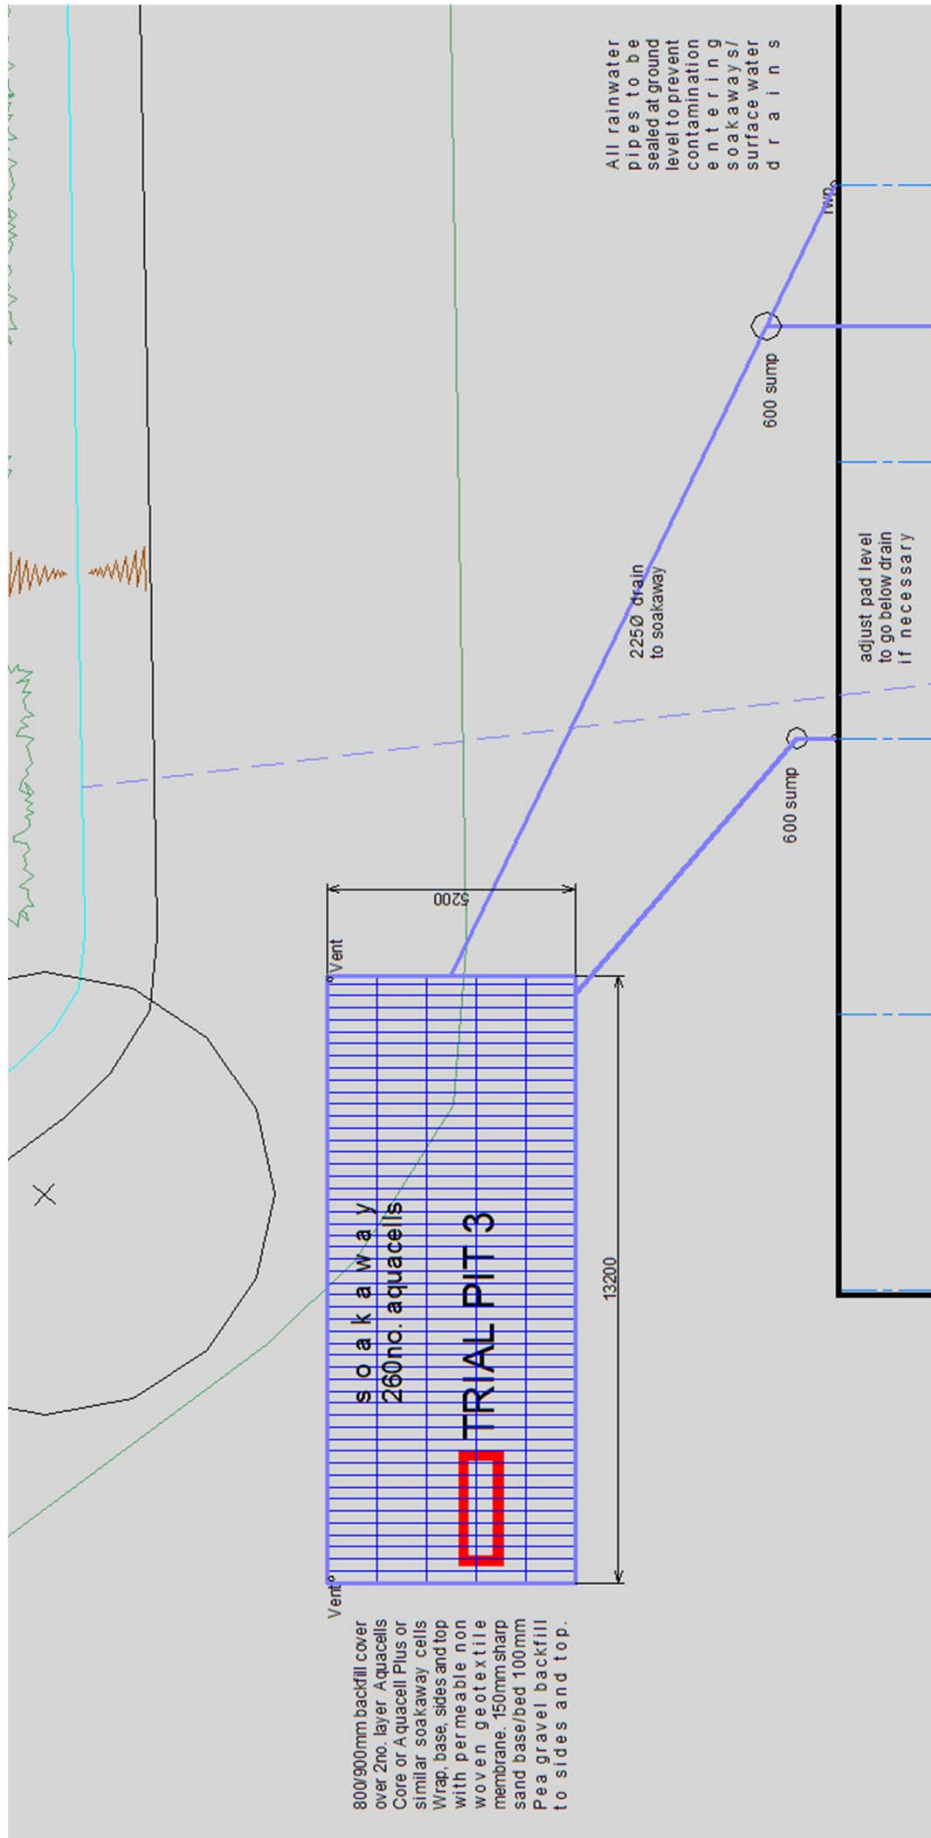 All rainwater
pipes to be
sealed at ground
level to prevent
contamination
entering
soakaways/
surface water
drains
rwp
600 sump
225Ø drain
to soakaway
adjust pad level
to go below drain
if necessary
600 sump
5200
Vent
soakaway
260no. aquacells
TRIAL PIT 3
13200
Vent
800/900mm backfill cover
over 2no. layer Aquacells
Core or Aquacell Plus or
similar soakaway cells
Wrap, base, sides and top
with permeable non
woven geotextile
membrane. 150mm sharp
sand base/bed 100mm
Pea gravel backfill
to sides and top.